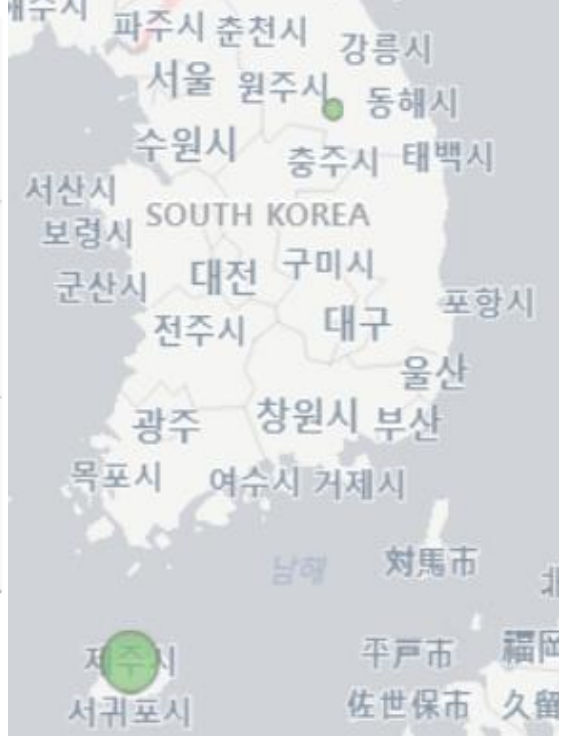 파주시 춘천시
강릉시
서울 원주시
동해시
수원시
충주시 태백시
서산시
SOUTH KOREA
보령시
대전 구미시
군산시
포항시
전주시 대구
울산
광주 창원시 부산
목포시 여수시 거제시
남해
対馬市
제주시
平戸市 福岡
서귀포시 佐世保市 久留